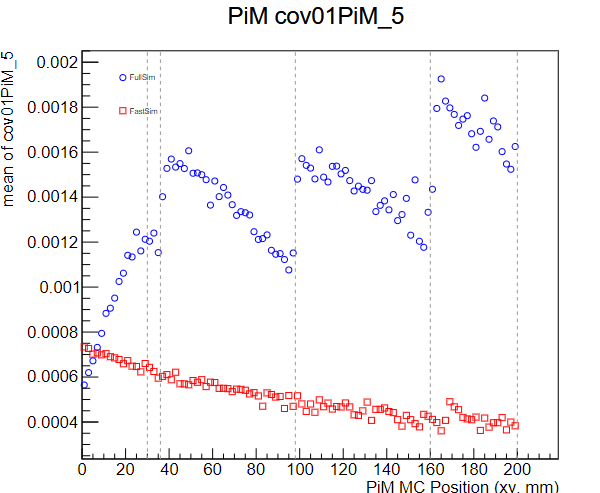 PiM cov01PiM_5
mean of cov01PiM_5
0.002
0.0018
0.0016
0.0014
0.0012
0.001
0.0008
0.0006
0.0004
FullSim
FastSim
0 20 40 60 80 100 120 140 160 180 200
PiM MC Position (xy, mm)